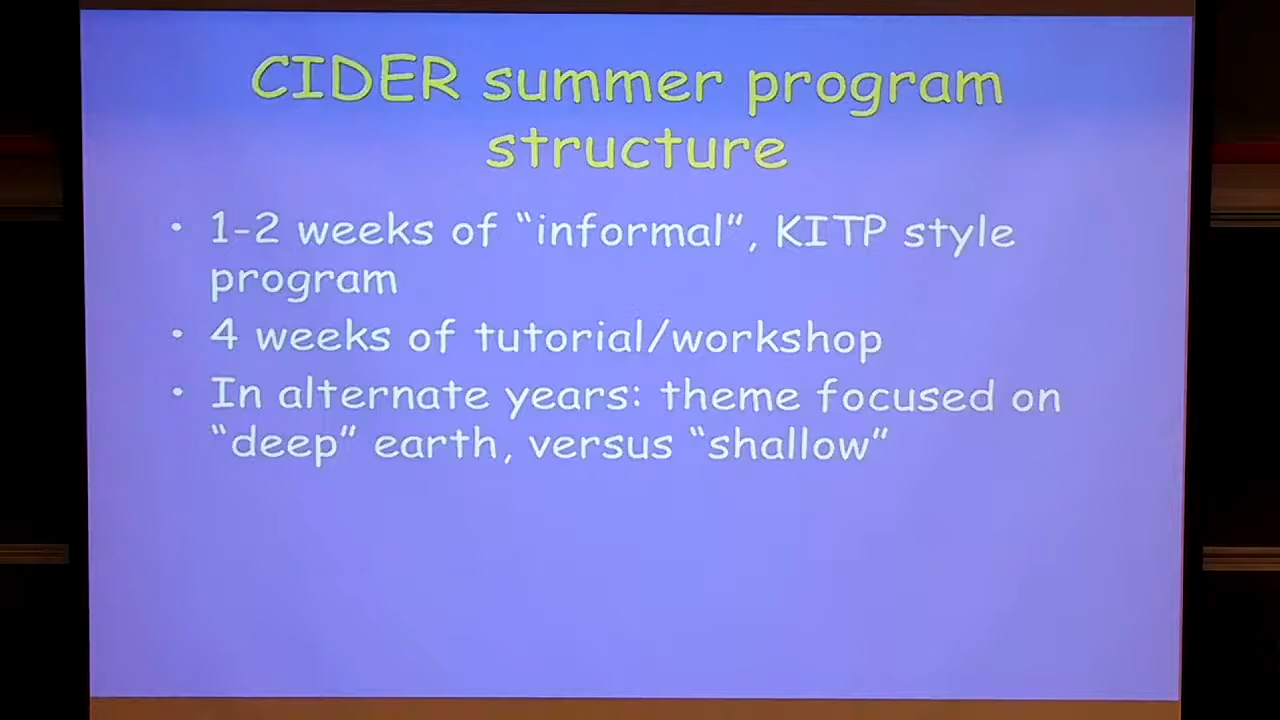 CIDER summer program
structure
• 1-2 weeks of “informal”, KITP style
program
• 4 weeks of tutorial/workshop
• In alternate years: theme focused on
“deep” earth, versus “shallow”